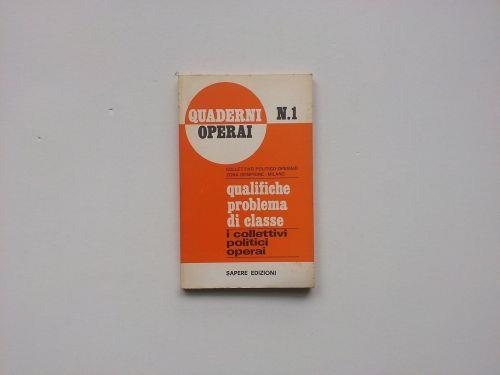 QUADERNI N.1
OPERAI
COLLETTIVO POLITICO OPERAIO
ZONA SEMPIONE - MILANO
qualifiche
problema
di classe
i collettivi
politici
operai
SAPERE EDIZIONI